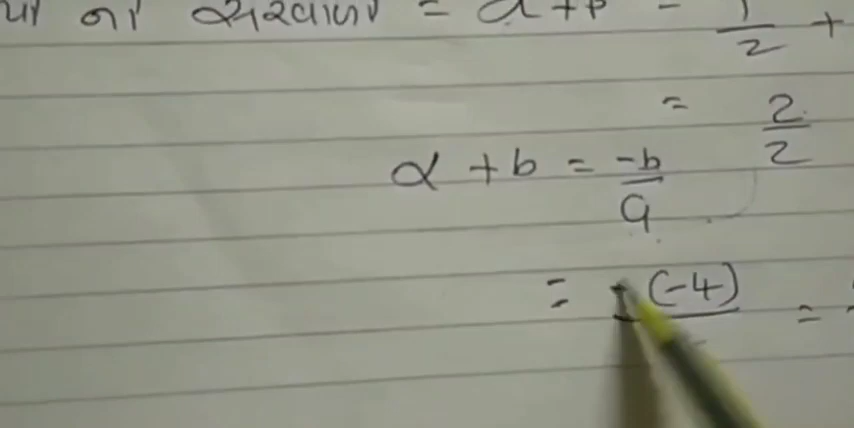 નો સરવાળો = α + β = 1/2 +
= 2/2
α + b = -b/a
= -(-4)/ =